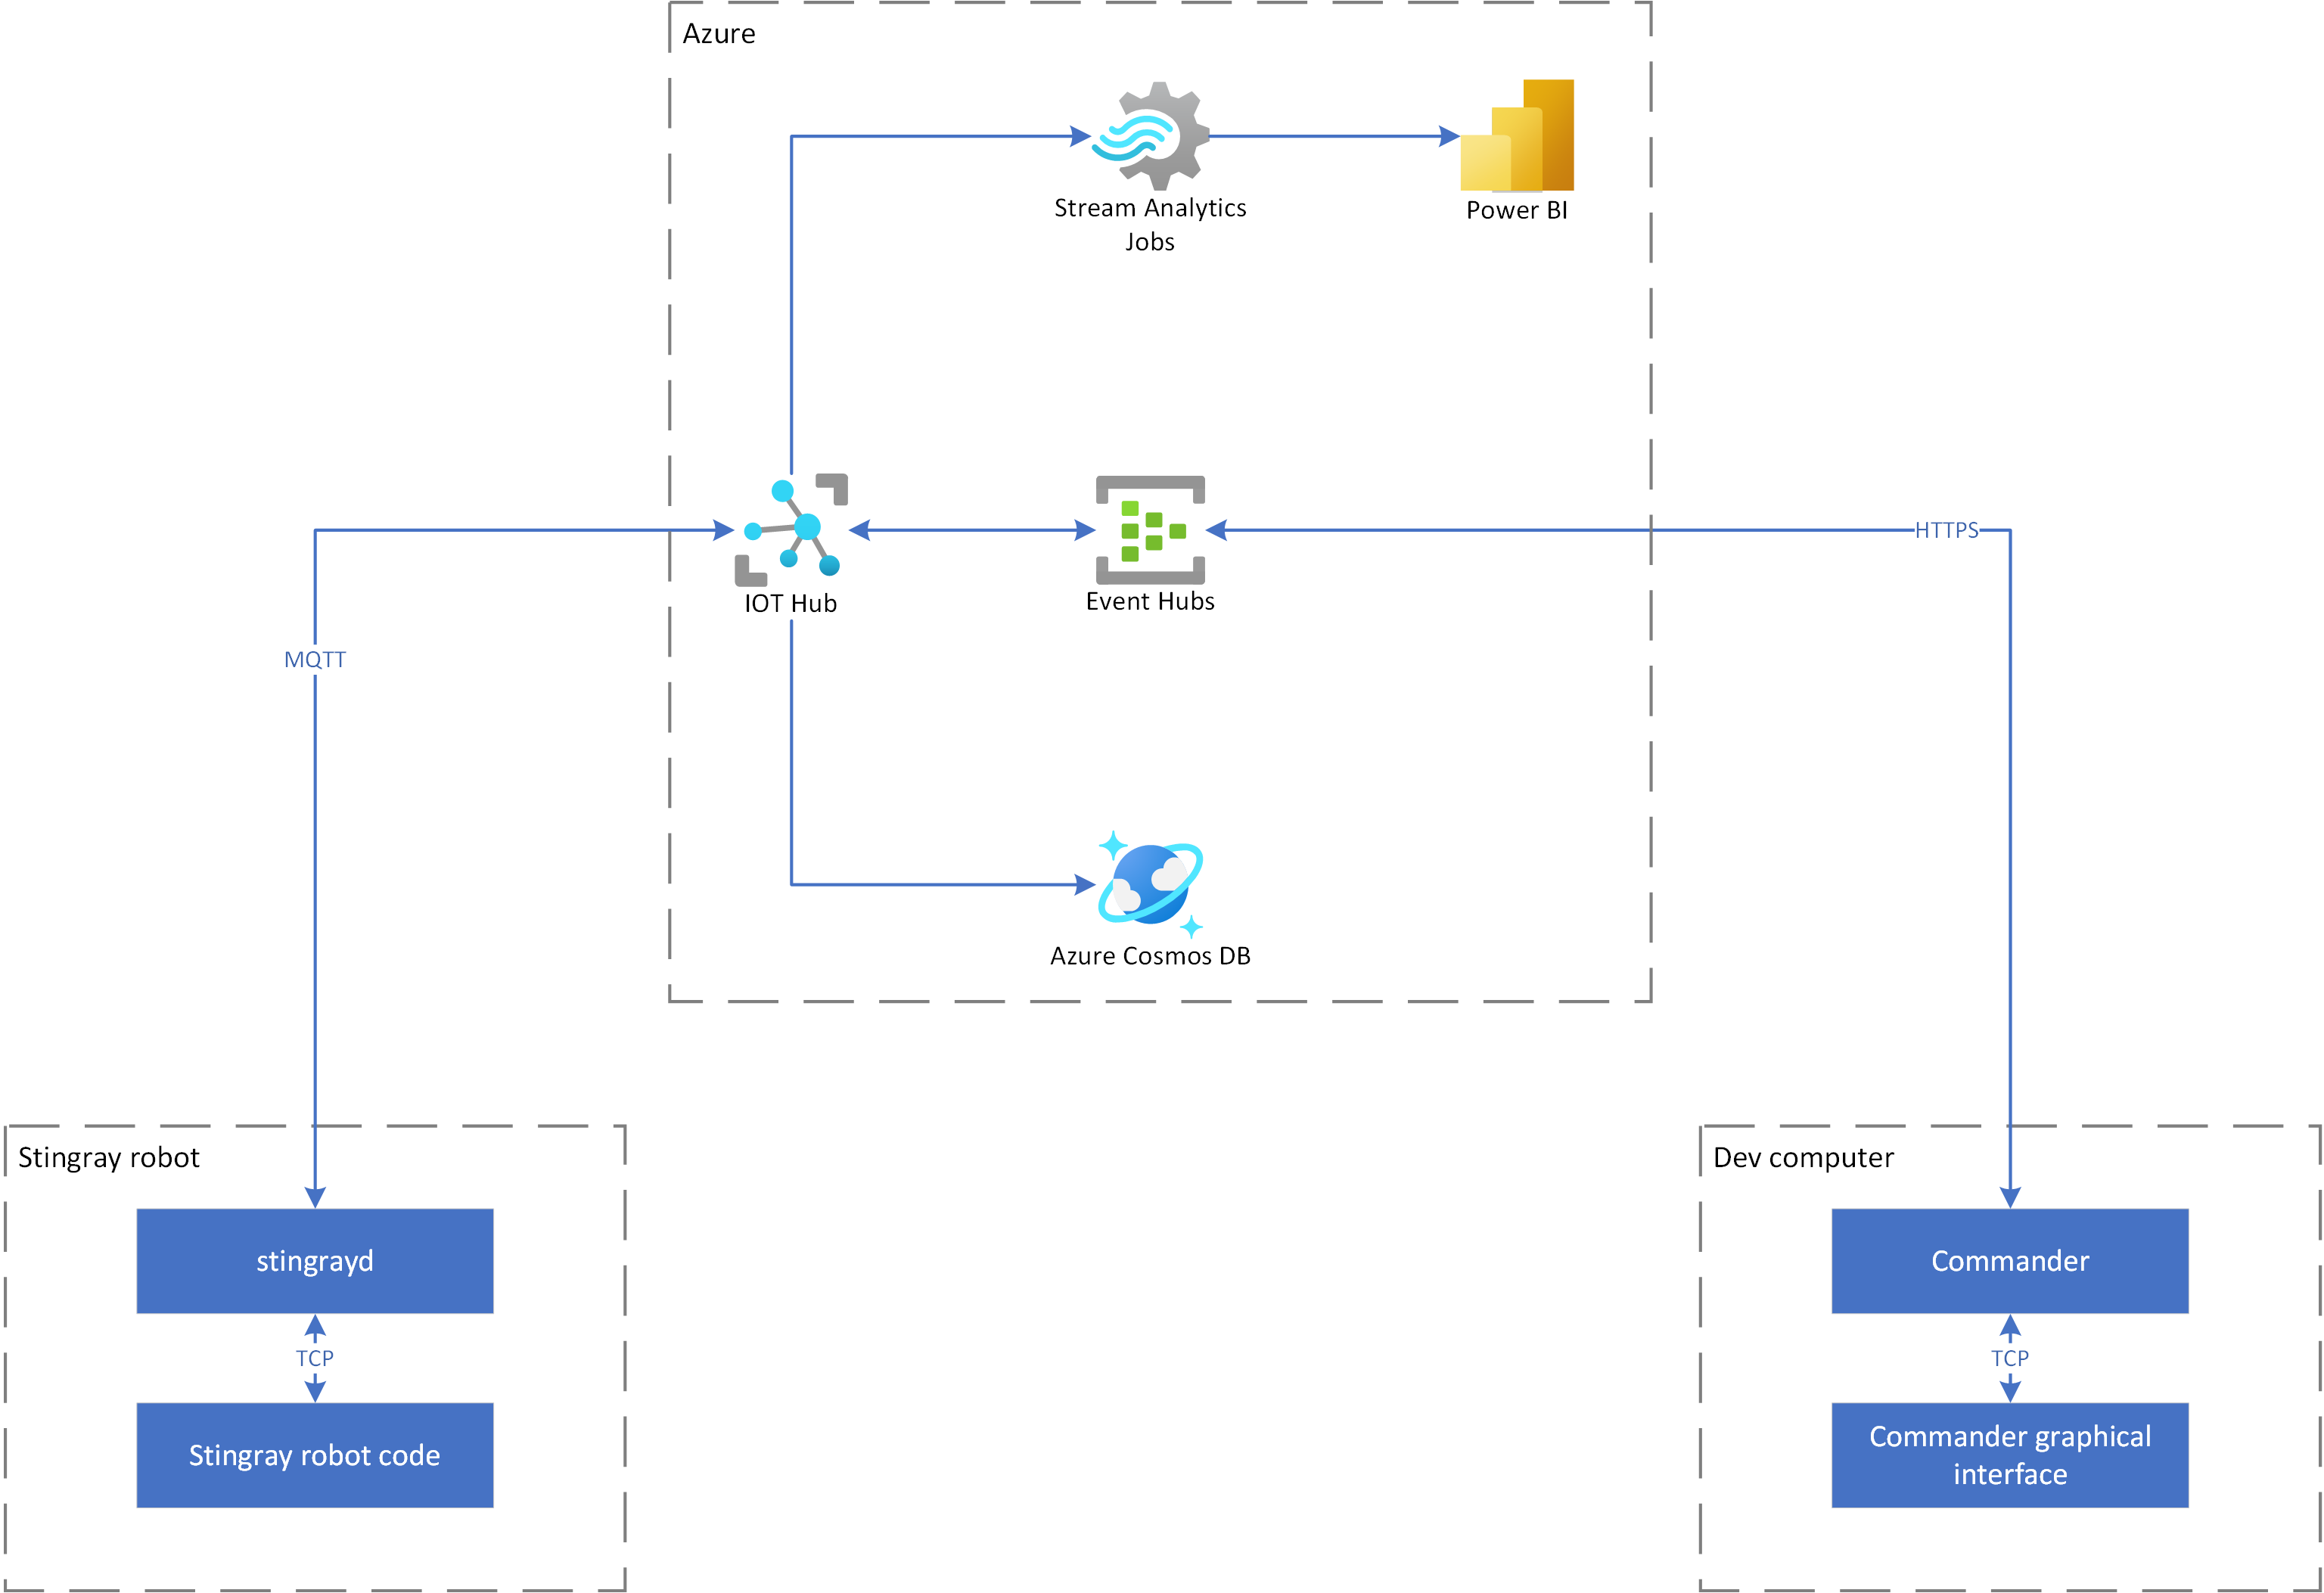 Azure
Stream Analytics
Jobs
Power BI
IOT Hub
Event Hubs
HTTPS
MQTT
Azure Cosmos DB
Stingray robot
stingrayd
TCP
Stingray robot code
Dev computer
Commander
TCP
Commander graphical
interface